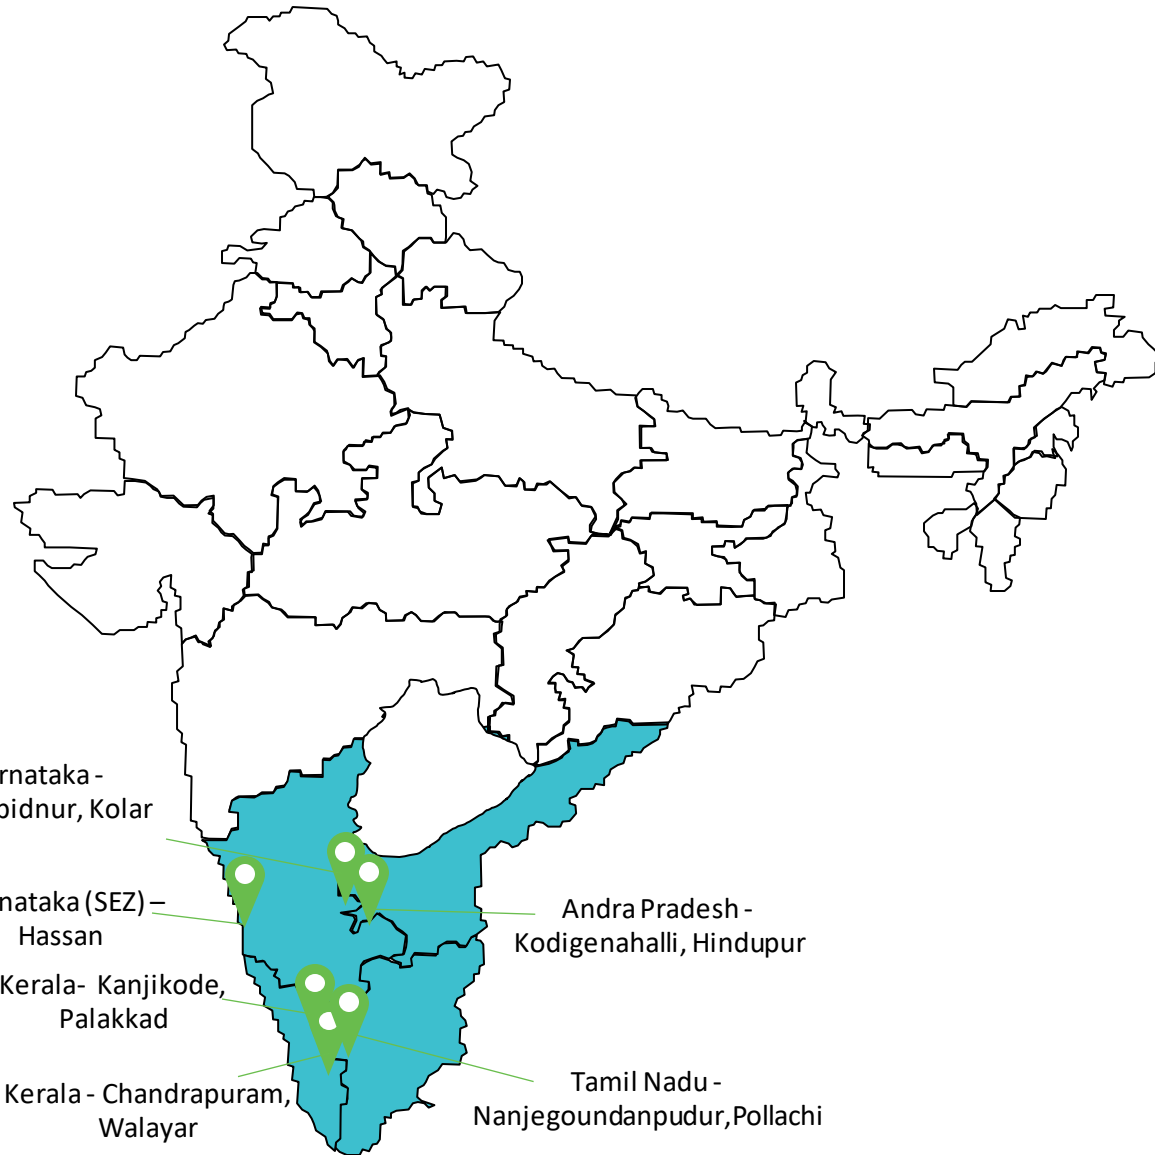 rnataka -
bidnur, Kolar
nataka (SEZ) –
Hassan
Andra Pradesh -
Kodigenahalli, Hindupur
Kerala- Kanjikode,
Palakkad
Kerala - Chandrapuram,
Walayar
Tamil Nadu -
Nanjegoundanpudur,Pollachi